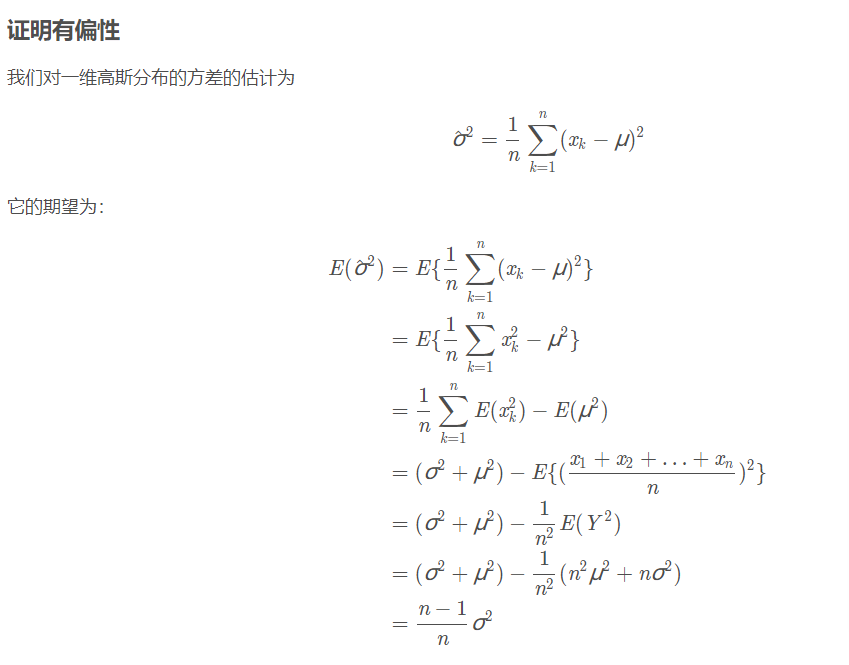 证明有偏性
我们对一维高斯分布的方差的估计为
$\hat{\sigma}^2 = \frac{1}{n} \sum_{k=1}^{n} (x_k - \mu)^2$
它的期望为：
$E(\hat{\sigma}^2) = E\{\frac{1}{n} \sum_{k=1}^{n} (x_k - \mu)^2\}$
$= E\{\frac{1}{n} \sum_{k=1}^{n} x_k^2 - \mu^2\}$
$= \frac{1}{n} \sum_{k=1}^{n} E(x_k^2) - E(\mu^2)$
$= (\sigma^2 + \mu^2) - E\{(\frac{x_1 + x_2 + \ldots + x_n}{n})^2\}$
$= (\sigma^2 + \mu^2) - \frac{1}{n^2} E(Y^2)$
$= (\sigma^2 + \mu^2) - \frac{1}{n^2} (n^2\mu^2 + n\sigma^2)$
$= \frac{n-1}{n} \sigma^2$